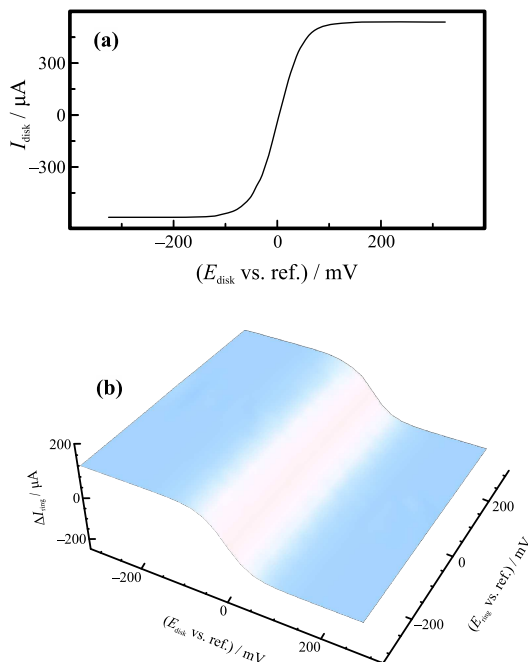 (a)
I_disk / µA
300
0
–300
–200
0
200
(E_disk vs. ref.) / mV
(b)
ΔI_ring / µA
200
0
–200
–200
0
200
(E_disk vs. ref.) / mV
–200
0
200
(E_ring vs. ref.) / mV